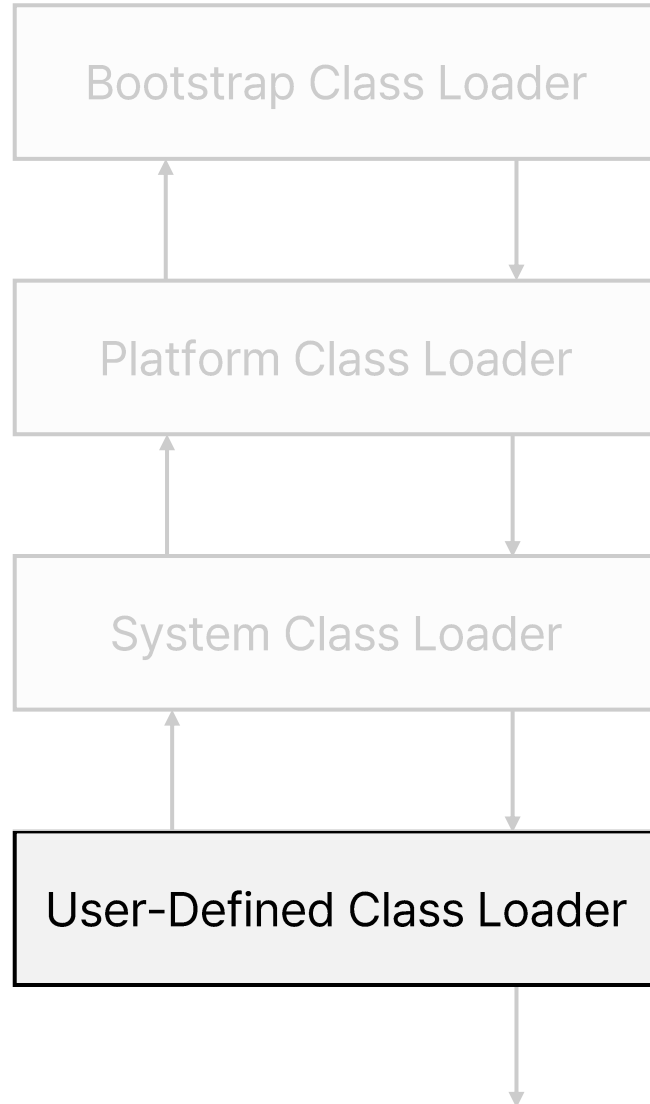 Bootstrap Class Loader
Platform Class Loader
System Class Loader
User-Defined Class Loader